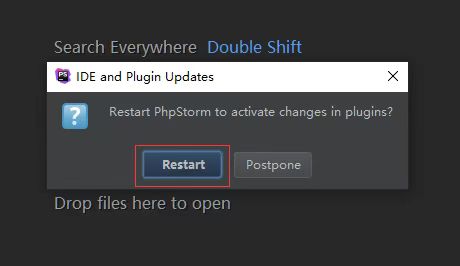 Search Everywhere Double Shift
PS
IDE and Plugin Updates
Restart PhpStorm to activate changes in plugins?
Restart
Postpone
Drop files here to open